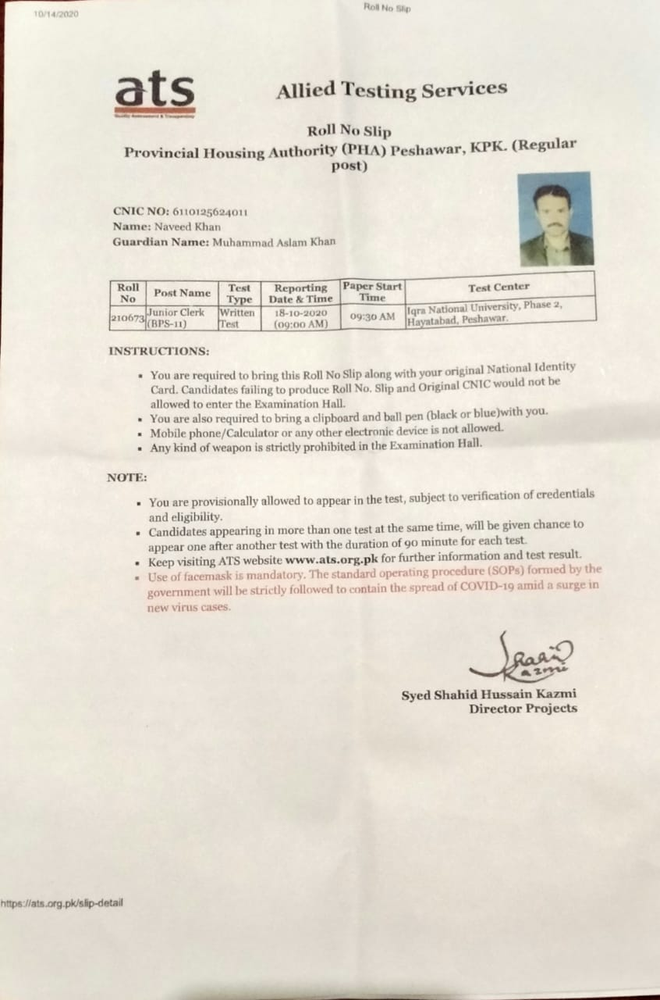 10/14/2020
Roll No Slip
ats
Allied Testing Services
Roll No Slip
Provincial Housing Authority (PHA) Peshawar, KPK. (Regular
post)
CNIC NO: 6110125624011
Name: Naveed Khan
Guardian Name: Muhammad Aslam Khan
Roll No Post Name Test Type Reporting Date & Time Paper Start Time Test Center
210673 Junior Clerk (BPS-11) Written Test 18-10-2020 (09:00 AM) 09:30 AM Iqra National University, Phase 2, Hayatabad, Peshawar.
INSTRUCTIONS:
▪ You are required to bring this Roll No Slip along with your original National Identity
Card. Candidates failing to produce Roll No. Slip and Original CNIC would not be
allowed to enter the Examination Hall.
▪ You are also required to bring a clipboard and ball pen (black or blue)with you.
▪ Mobile phone/Calculator or any other electronic device is not allowed.
▪ Any kind of weapon is strictly prohibited in the Examination Hall.
NOTE:
▪ You are provisionally allowed to appear in the test, subject to verification of credentials
and eligibility.
▪ Candidates appearing in more than one test at the same time, will be given chance to
appear one after another test with the duration of 90 minute for each test.
▪ Keep visiting ATS website www.ats.org.pk for further information and test result.
▪ Use of facemask is mandatory. The standard operating procedure (SOPs) formed by the
government will be strictly followed to contain the spread of COVID-19 amid a surge in
new virus cases.
Kazmi
Syed Shahid Hussain Kazmi
Director Projects
https://ats.org.pk/slip-detail